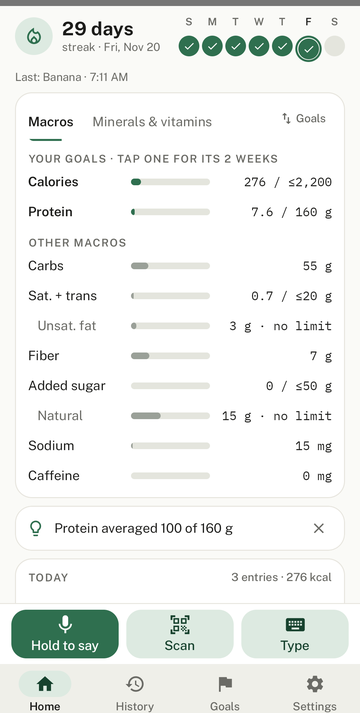 29 days
streak · Fri, Nov 20
S M T W T F S
Last: Banana · 7:11 AM
Macros Minerals & vitamins Goals
YOUR GOALS · TAP ONE FOR ITS 2 WEEKS
Calories 276 / ≤2,200
Protein 7.6 / 160 g
OTHER MACROS
Carbs 55 g
Sat. + trans 0.7 / ≤20 g
Unsat. fat 3 g · no limit
Fiber 7 g
Added sugar 0 / ≤50 g
Natural 15 g · no limit
Sodium 15 mg
Caffeine 0 mg
Protein averaged 100 of 160 g
TODAY 3 entries · 276 kcal
Hold to say Scan Type
Home History Goals Settings